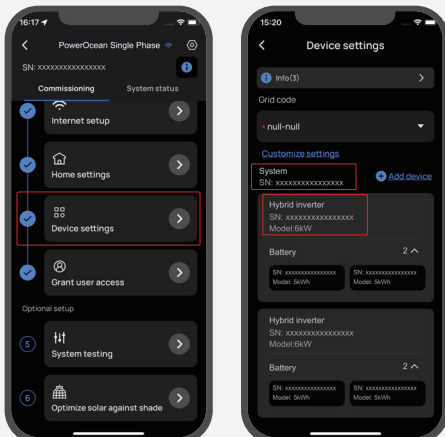 16:17
PowerOcean Single Phase
SN: xxxxxxxxxxxxxxxx
Commissioning
System status
Internet setup
Home settings
Device settings
Grant user access
Optional setup
5
System testing
6
Optimize solar against shade
15:20
Device settings
Info(3)
Grid code
• null-null
Customize settings
System
SN: xxxxxxxxxxxxxxxx
Add device
Hybrid inverter
SN: xxxxxxxxxxxxxxxx
Model:6kW
Battery 2
SN: xxxxxxxxxxxxxxxx SN: xxxxxxxxxxxxxxxx
Model: 5kWh Model: 5kWh
Hybrid inverter
SN: xxxxxxxxxxxxxxxx
Model:6kW
Battery 2
SN: xxxxxxxxxxxxxxxx SN: xxxxxxxxxxxxxxxx
Model: 5kWh Model: 5kWh